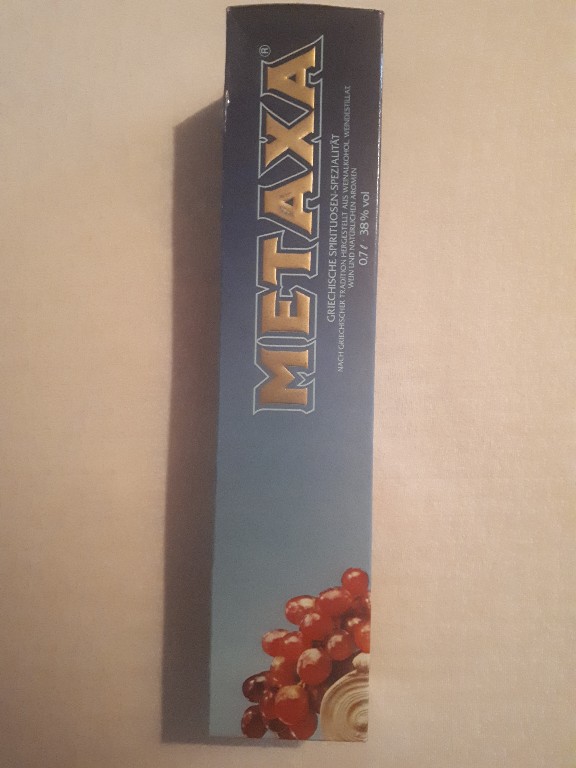 METAXA®
GRIECHISCHE SPIRITUOSEN-SPEZIALITÄT
NACH GRIECHISCHER TRADITION HERGESTELLT AUS WEINALKOHOL, WEINDESTILLAT,
WEIN UND NATÜRLICHEN AROMEN
0,7 ℓ 38% vol